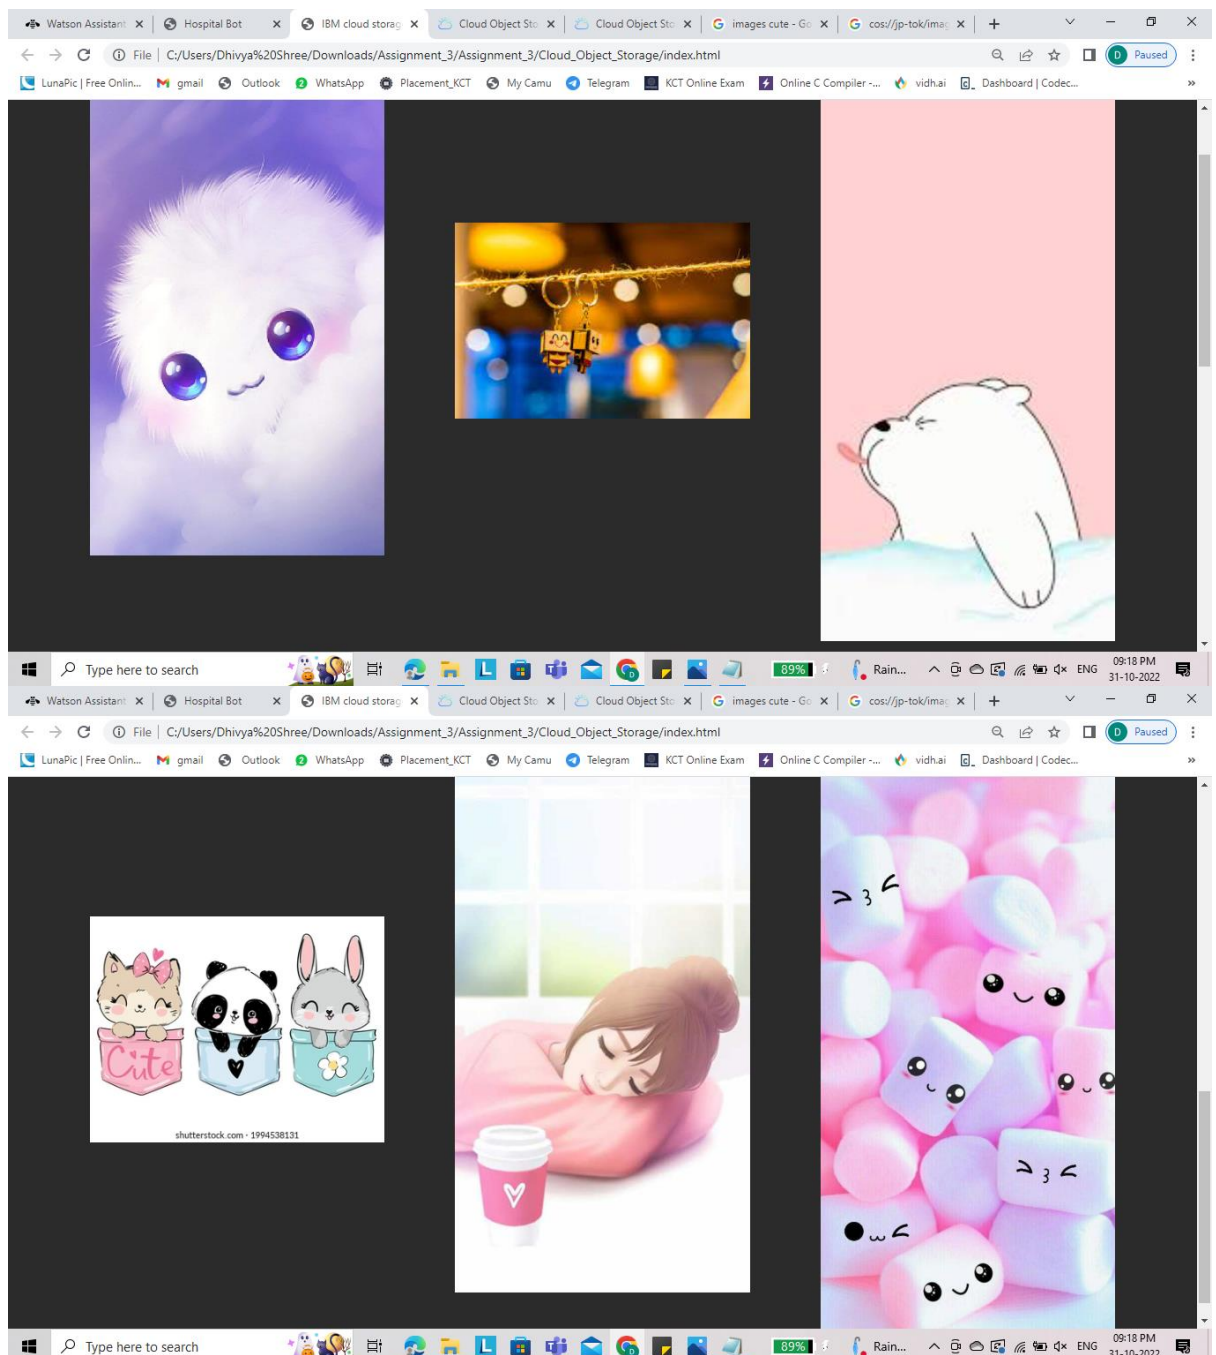 Watson Assistant
Hospital Bot
IBM cloud storag
Cloud Object Sto
Cloud Object Sto
images cute - Go
cos://jp-tok/imag
File
C:/Users/Dhivya%20Shree/Downloads/Assignment_3/Assignment_3/Cloud_Object_Storage/index.html
D Paused
LunaPic | Free Onlin...
gmail
Outlook
WhatsApp
Placement_KCT
My Camu
Telegram
KCT Online Exam
Online C Compiler -...
vidh.ai
Dashboard | Codec...
»
Type here to search
89%
Rain...
ENG
09:18 PM
31-10-2022
Watson Assistant
Hospital Bot
IBM cloud storag
Cloud Object Sto
Cloud Object Sto
images cute - Go
cos://jp-tok/imag
File
C:/Users/Dhivya%20Shree/Downloads/Assignment_3/Assignment_3/Cloud_Object_Storage/index.html
D Paused
LunaPic | Free Onlin...
gmail
Outlook
WhatsApp
Placement_KCT
My Camu
Telegram
KCT Online Exam
Online C Compiler -...
vidh.ai
Dashboard | Codec...
»
Cute
shutterstock.com · 1994538131
Type here to search
89%
Rain...
ENG
09:18 PM
31-10-2022